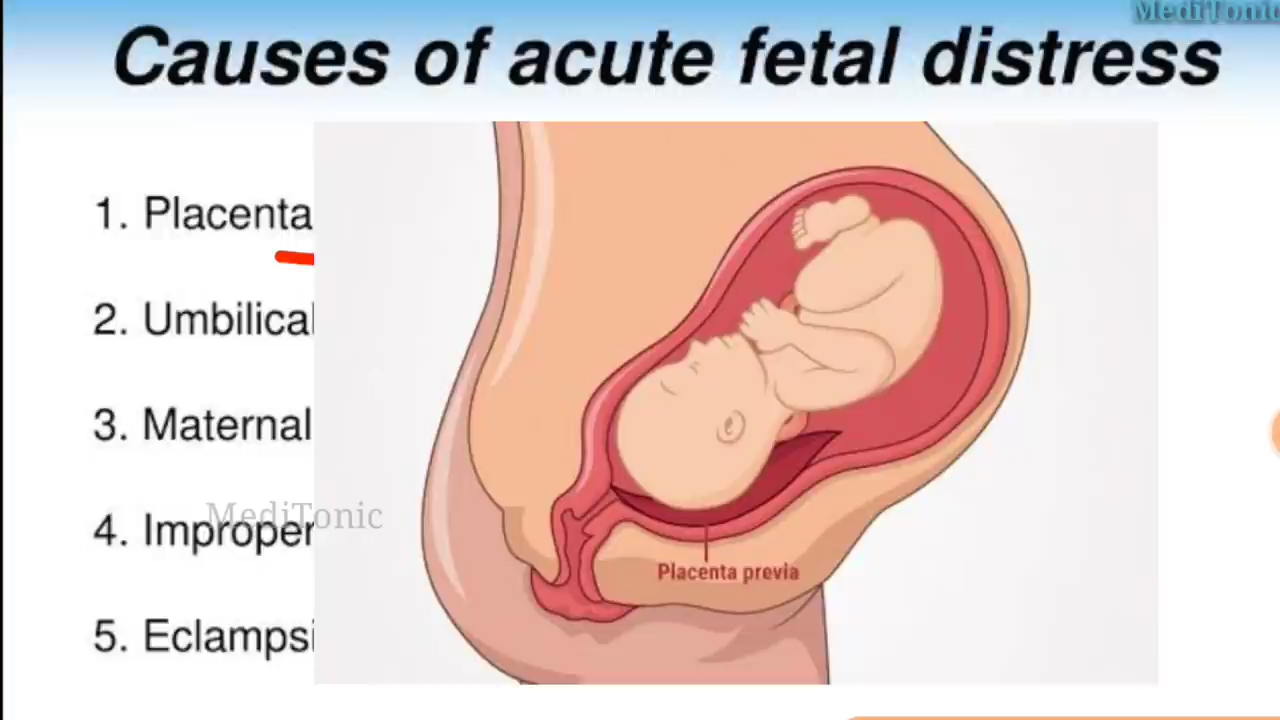 MediTonic
Causes of acute fetal distress
1. Placenta
2. Umbilical
3. Maternal
MediTonic
4. Improper
5. Eclampsi
Placenta previa